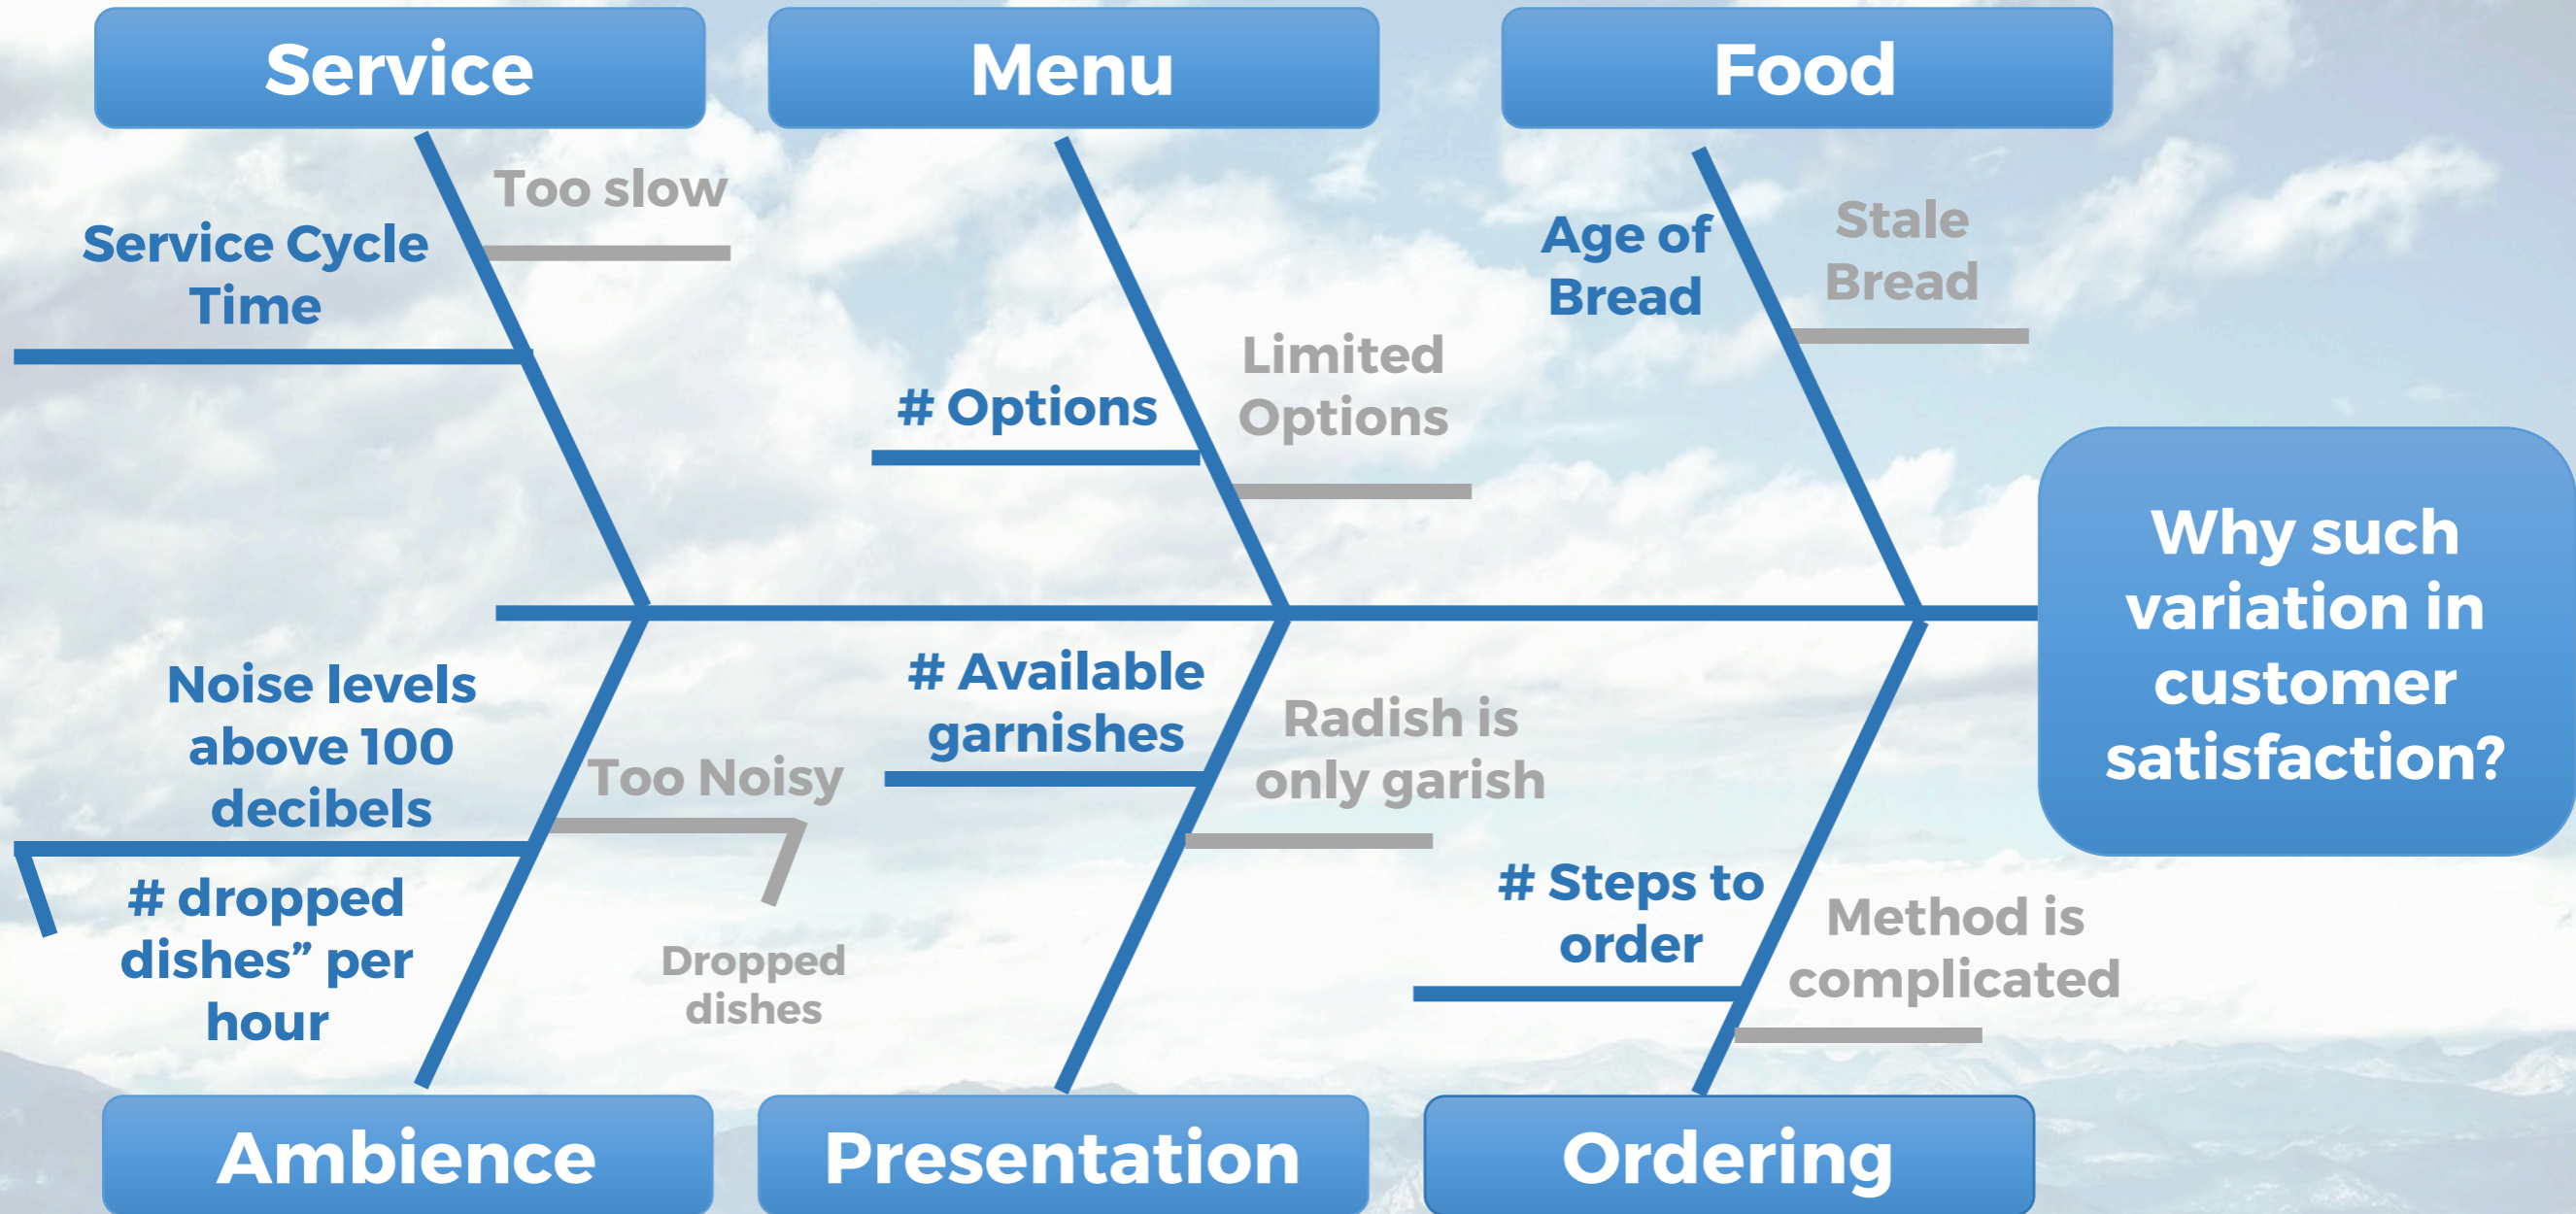 Service
Menu
Food
Too slow
Service Cycle
Time
# Options
Limited
Options
Age of
Bread
Stale
Bread
Why such
variation in
customer
satisfaction?
Noise levels
above 100
decibels
# dropped
dishes” per
hour
Too Noisy
Dropped
dishes
# Available
garnishes
Radish is
only garish
# Steps to
order
Method is
complicated
Ambience
Presentation
Ordering